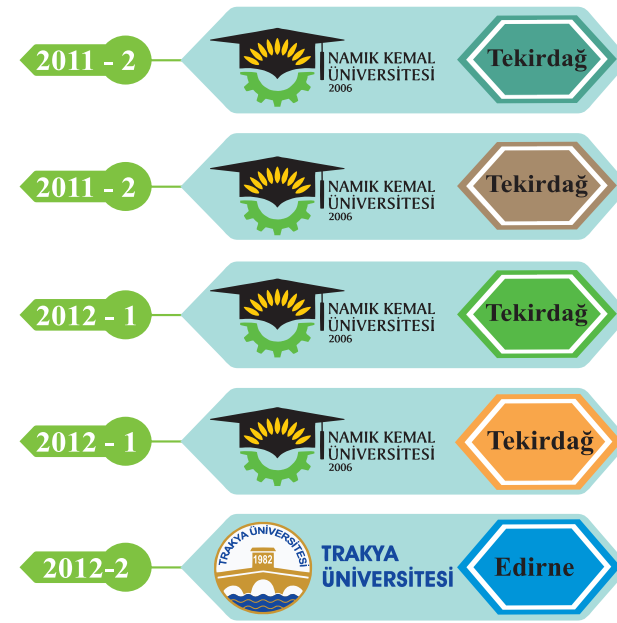 2011 - 2
NAMIK KEMAL
ÜNİVERSİTESİ
2006
Tekirdağ
2011 - 2
NAMIK KEMAL
ÜNİVERSİTESİ
2006
Tekirdağ
2012 - 1
NAMIK KEMAL
ÜNİVERSİTESİ
2006
Tekirdağ
2012 - 1
NAMIK KEMAL
ÜNİVERSİTESİ
2006
Tekirdağ
2012-2
TRAKYA ÜNİVERSİTESİ
1982
TRAKYA
ÜNİVERSİTESİ
Edirne